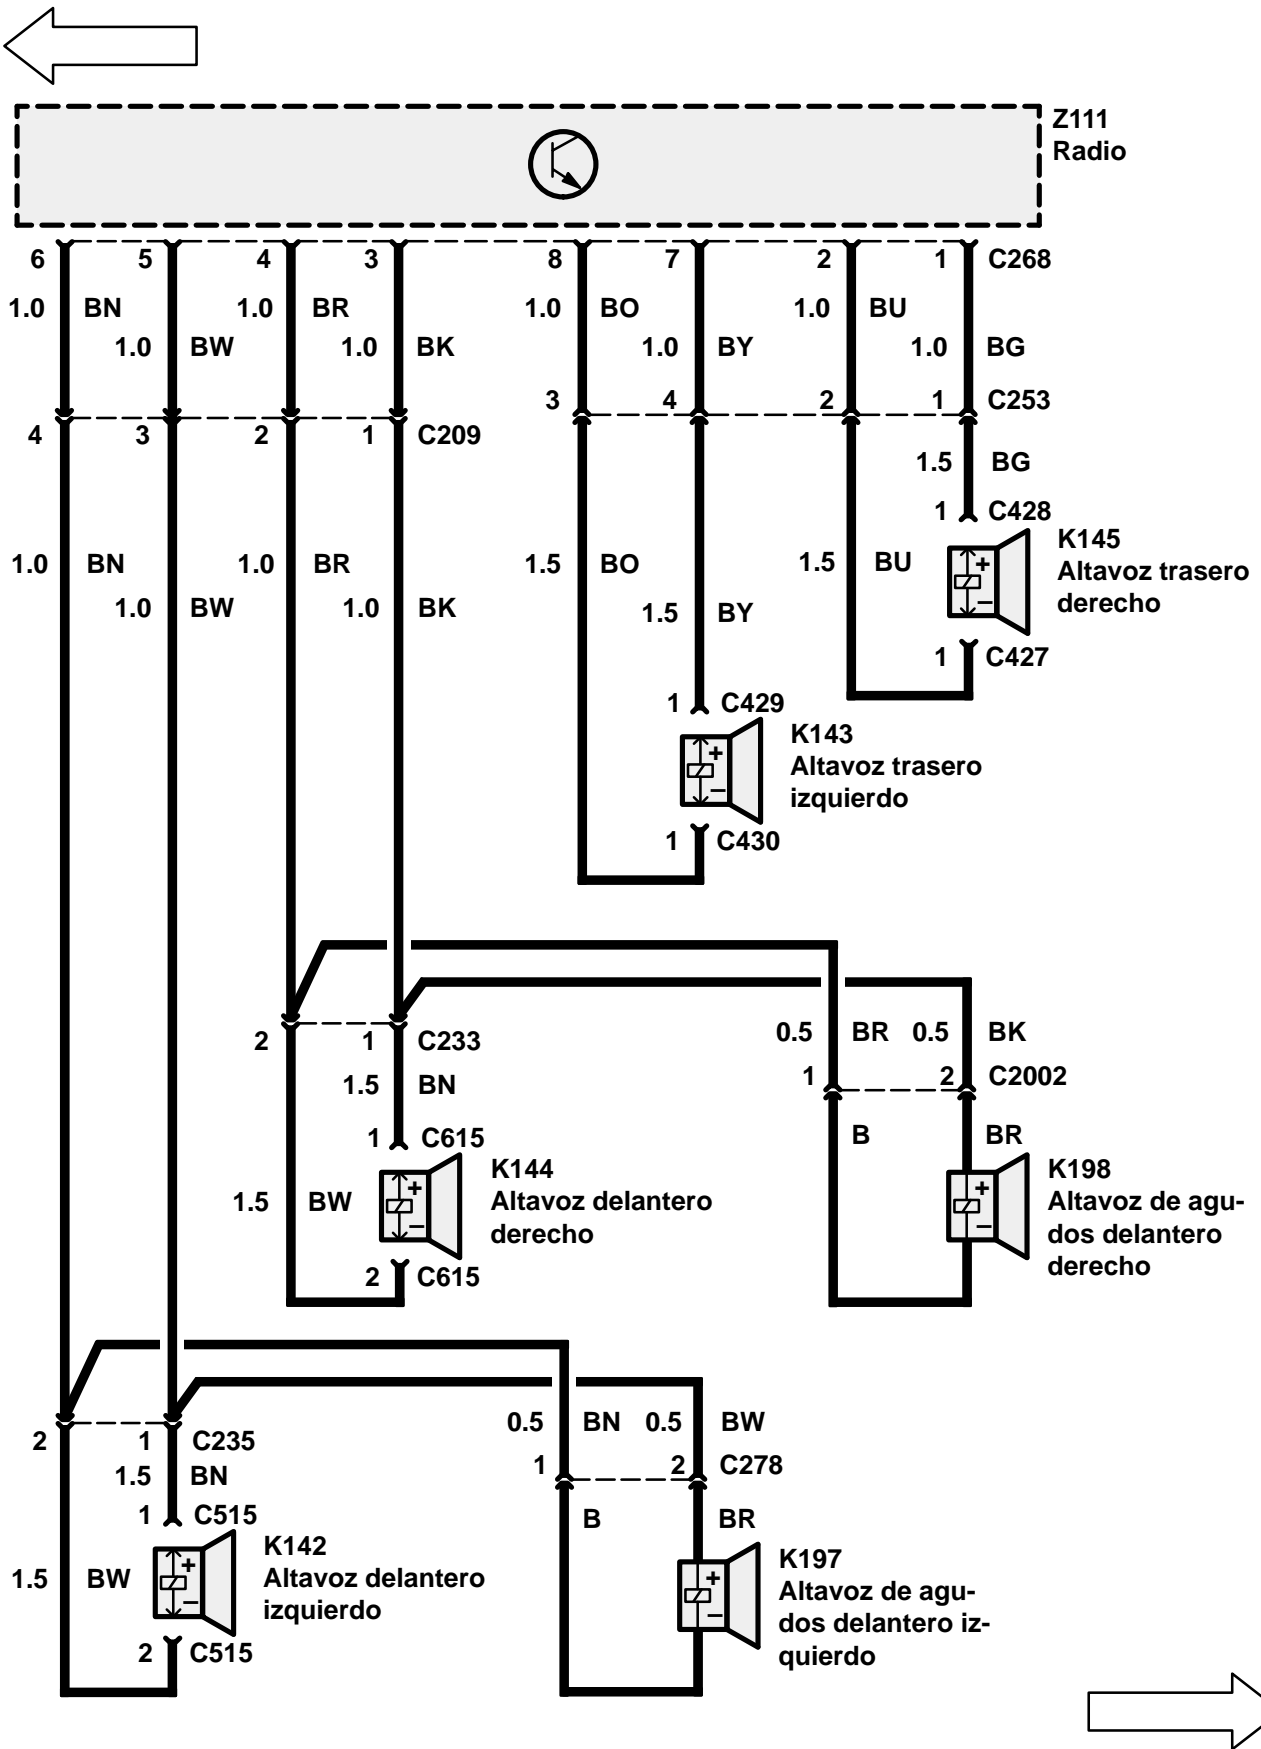 Z111
Radio
6 5 4 3 8 7 2 1 C268
1.0 BN 1.0 BR 1.0 BO 1.0 BU
1.0 BW 1.0 BK 1.0 BY 1.0 BG
3 4 2 1 C253
4 3 2 1 C209
1.5 BG
1 C428
K145
Altavoz trasero
derecho
1.0 BN 1.0 BR 1.5 BO 1.5 BU
1.0 BW 1.0 BK 1.5 BY
+
–
1 C427
1 C429
K143
Altavoz trasero
izquierdo
+
–
1 C430
2 1 C233
0.5 BR 0.5 BK
1.5 BN
1 2 C2002
1 C615
B BR
K144
Altavoz delantero
derecho
+
–
1.5 BW
2 C615
K198
Altavoz de agu-
dos delantero
derecho
+
–
2 1 C235
0.5 BN 0.5 BW
1.5 BN
1 2 C278
1 C515
B BR
K142
Altavoz delantero
izquierdo
+
–
1.5 BW
2 C515
K197
Altavoz de agu-
dos delantero iz-
quierdo
+
–